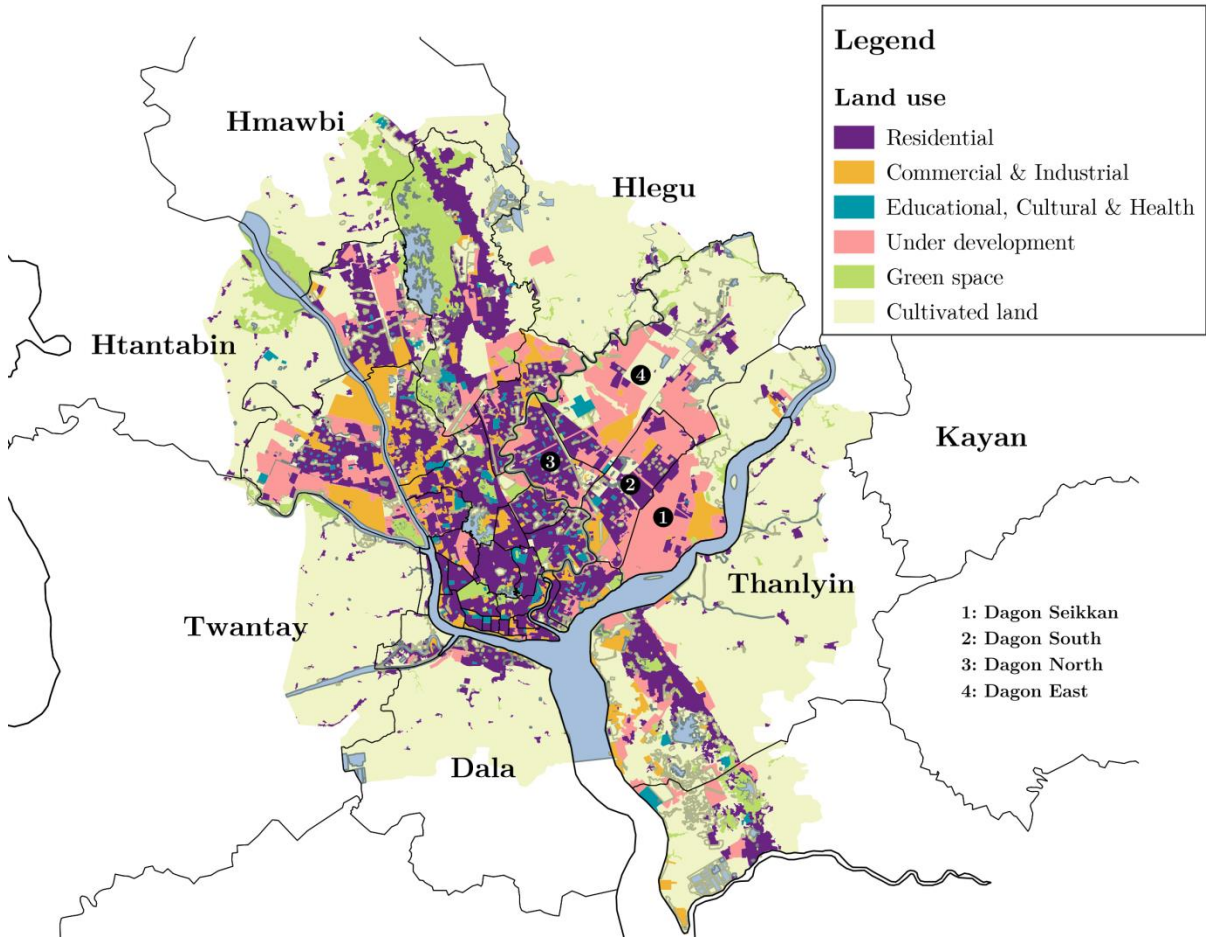 Legend
Land use
Residential
Commercial & Industrial
Educational, Cultural & Health
Under development
Green space
Cultivated land
Hmawbi
Hlegu
Htantabin
4
Kayan
3
2
1
Thanlyin
Twantay
Dala
1: Dagon Seikkan
2: Dagon South
3: Dagon North
4: Dagon East